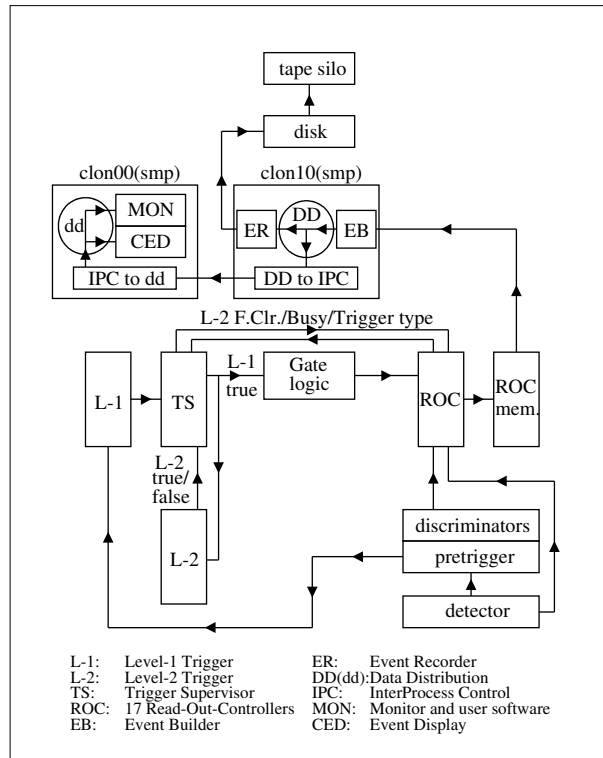 tape silo
disk
clon00(smp)
clon10(smp)
dd
MON
CED
IPC to dd
ER
DD
EB
DD to IPC
L-2 F.Clr./Busy/Trigger type
L-1
TS
L-1
true
Gate
logic
ROC
ROC
mem.
L-2
true/
false
L-2
discriminators
pretrigger
detector
L-1: Level-1 Trigger
L-2: Level-2 Trigger
TS: Trigger Supervisor
ROC: 17 Read-Out-Controllers
EB: Event Builder
ER: Event Recorder
DD(dd):Data Distribution
IPC: InterProcess Control
MON: Monitor and user software
CED: Event Display